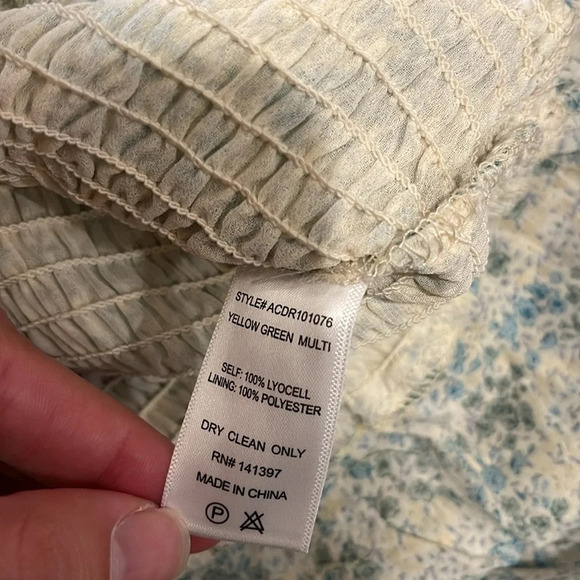 STYLE# ACDR101076
YELLOW GREEN MULTI
SELF: 100% LYOCELL
LINING: 100% POLYESTER
DRY CLEAN ONLY
RN# 141397
MADE IN CHINA
P